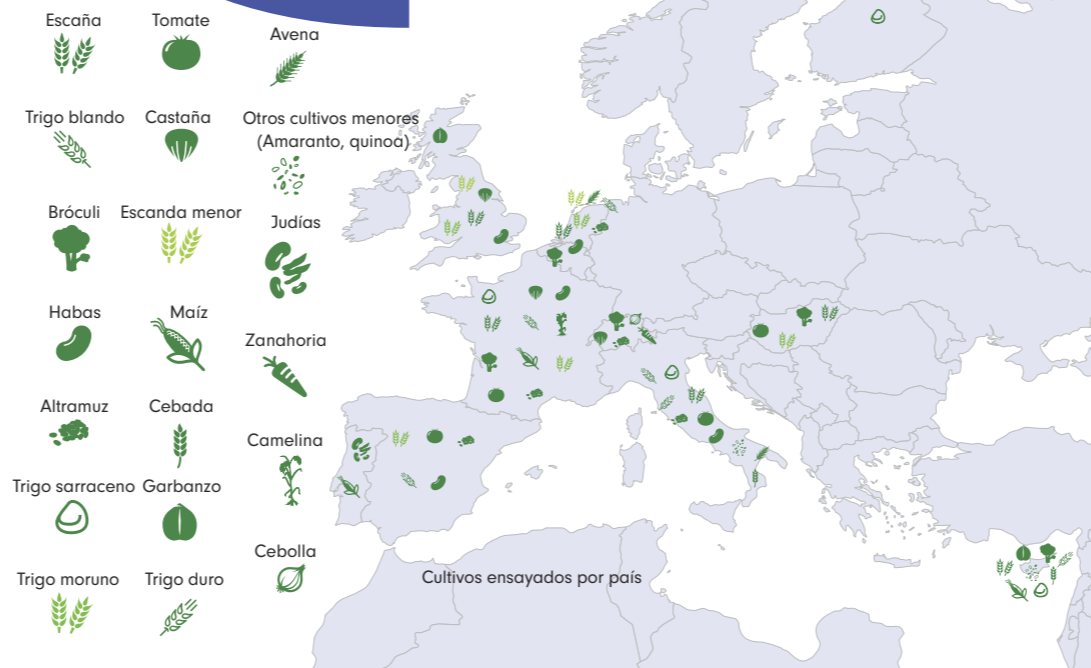 Escaña
Tomate
Avena
Trigo blando
Castaña
Otros cultivos menores
(Amaranto, quinoa)
Bróculi
Escanda menor
Judías
Habas
Maíz
Zanahoria
Altramuz
Cebada
Camelina
Trigo sarraceno
Garbanzo
Cebolla
Trigo moruno
Trigo duro
Cultivos ensayados por país